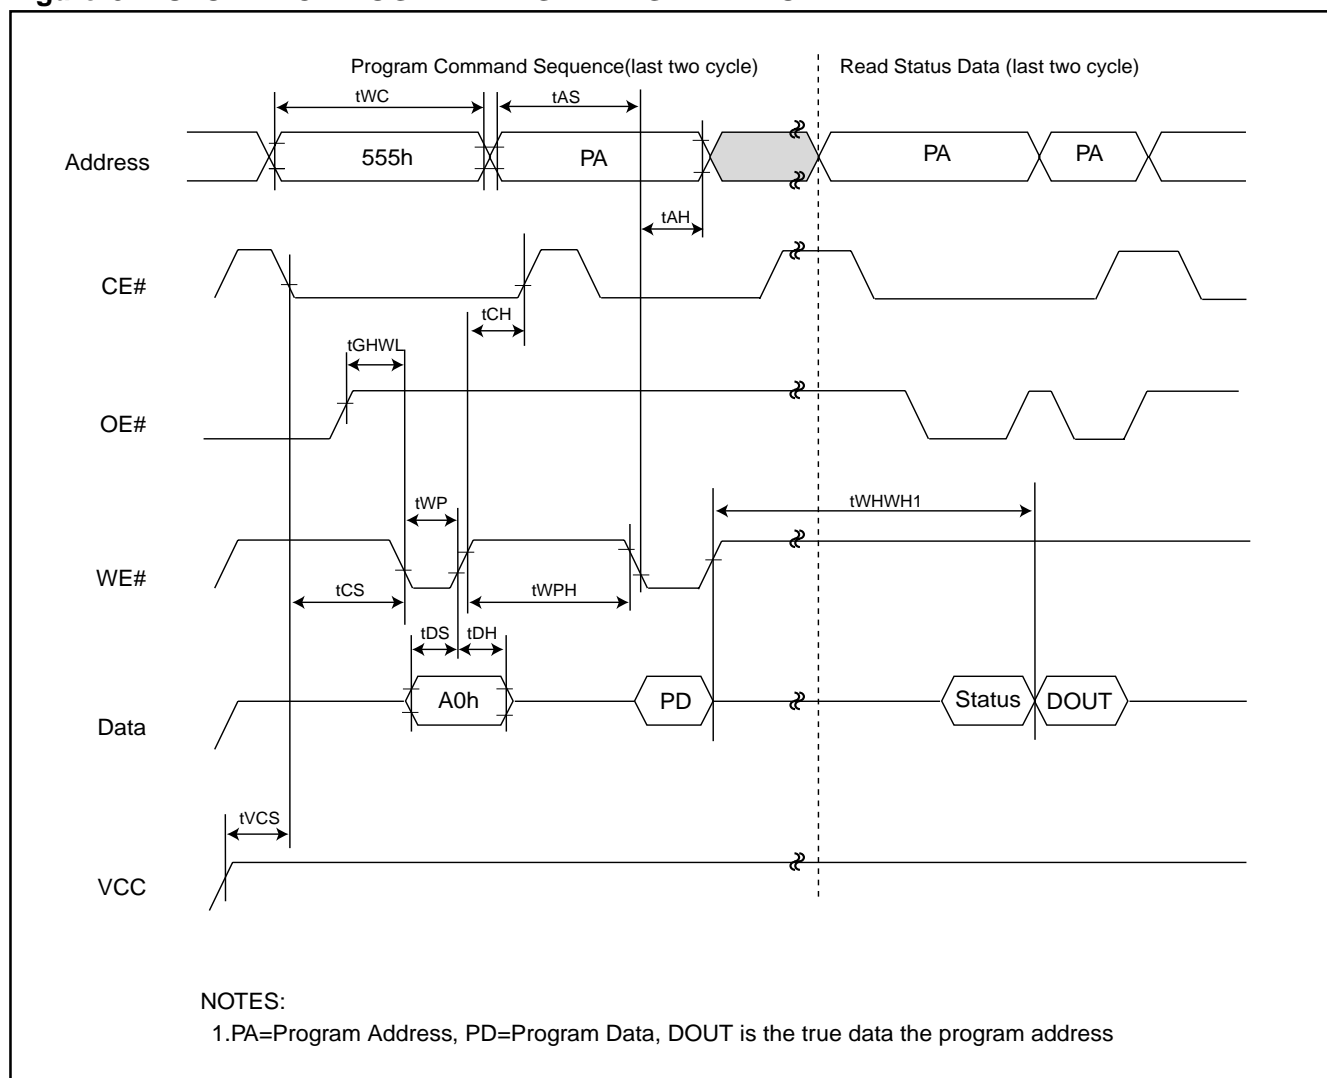 Program Command Sequence(last two cycle)
Read Status Data (last two cycle)
tWC
tAS
Address
555h
PA
PA
PA
tAH
CE#
tCH
tGHWL
OE#
tWP
tWHWH1
WE#
tCS
tWPH
tDS
tDH
A0h
PD
Status
DOUT
Data
tVCS
VCC
NOTES:
1.PA=Program Address, PD=Program Data, DOUT is the true data the program address